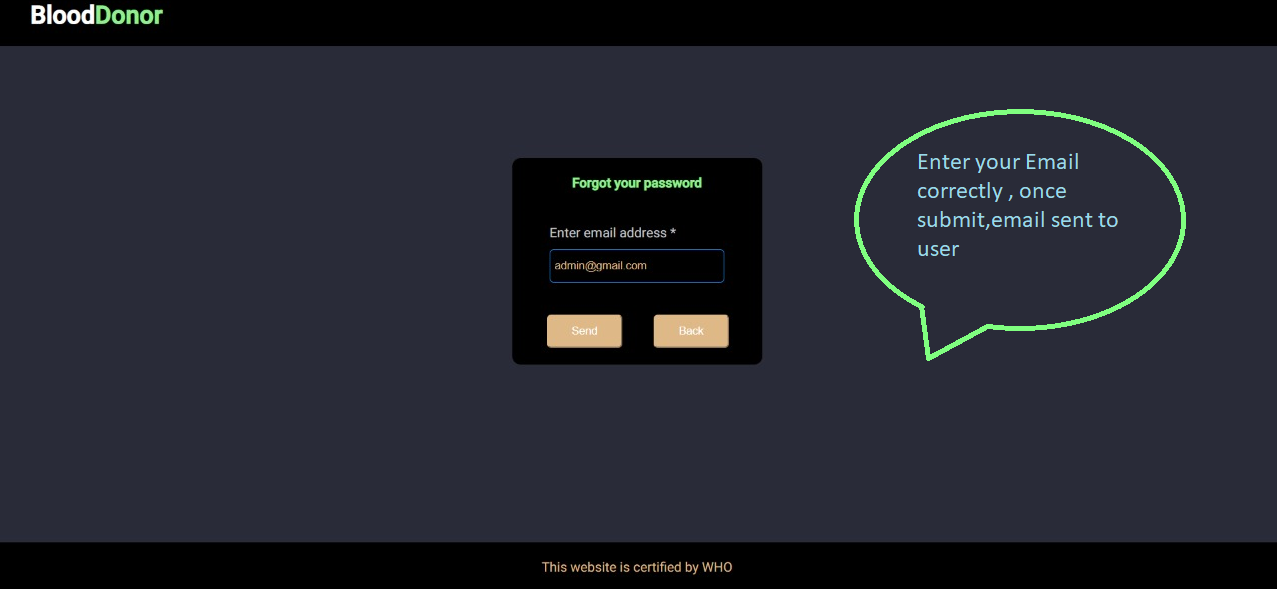 BloodDonor
Forgot your password
Enter email address *
admin@gmail.com
Send
Back
Enter your Email
correctly , once
submit,email sent to
user
This website is certified by WHO